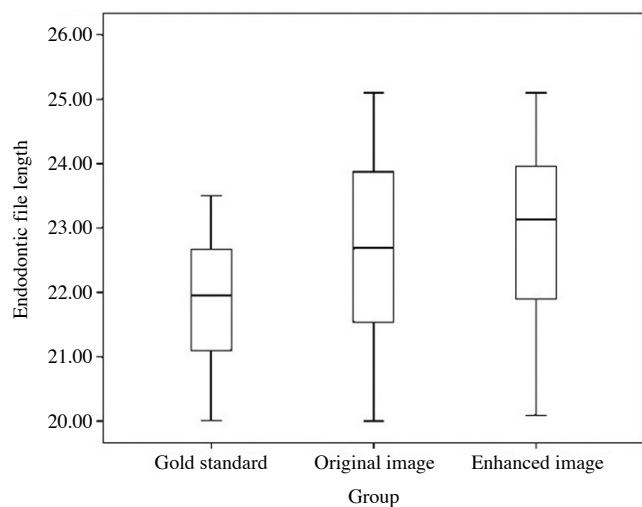 26.00
25.00
24.00
23.00
22.00
21.00
20.00
Endodontic file length
Gold standard
Original image
Enhanced image
Group